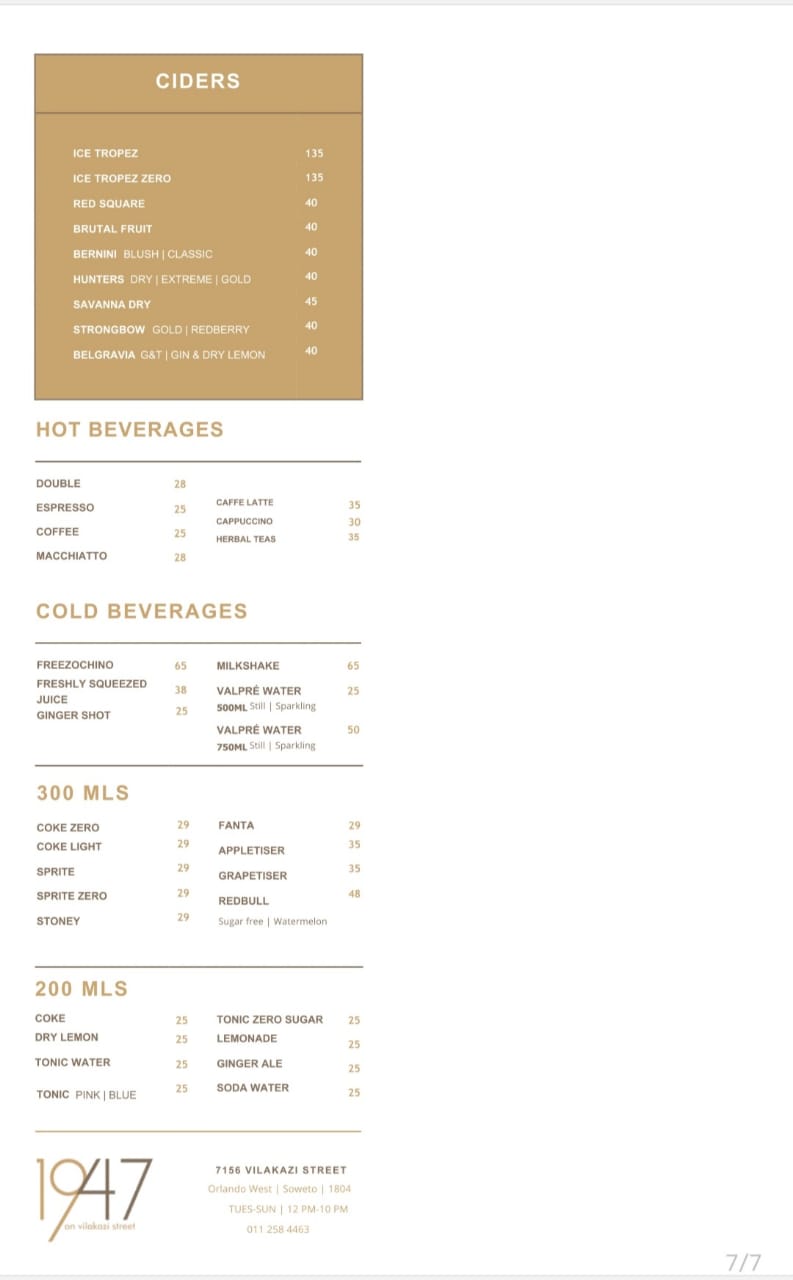 CIDERS
ICE TROPEZ 135
ICE TROPEZ ZERO 135
RED SQUARE 40
BRUTAL FRUIT 40
BERNINI BLUSH | CLASSIC 40
HUNTERS DRY | EXTREME | GOLD 40
SAVANNA DRY 45
STRONGBOW GOLD | REDBERRY 40
BELGRAVIA G&T | GIN & DRY LEMON 40
HOT BEVERAGES
DOUBLE 28
ESPRESSO 25
COFFEE 25
MACCHIATTO 28
CAFFE LATTE 35
CAPPUCCINO 30
HERBAL TEAS 35
COLD BEVERAGES
FREEZOCHINO 65
FRESHLY SQUEEZED 38
JUICE
GINGER SHOT 25
MILKSHAKE 65
VALPRÉ WATER 25
500ML Still | Sparkling
VALPRÉ WATER 50
750ML Still | Sparkling
300 MLS
COKE ZERO 29
COKE LIGHT 29
SPRITE 29
SPRITE ZERO 29
STONEY 29
FANTA 29
APPLETISER 35
GRAPETISER 35
REDBULL 48
Sugar free | Watermelon
200 MLS
COKE 25
DRY LEMON 25
TONIC WATER 25
TONIC PINK | BLUE 25
TONIC ZERO SUGAR 25
LEMONADE 25
GINGER ALE 25
SODA WATER 25
1947
on vilakazi street
7156 VILAKAZI STREET
Orlando West | Soweto | 1804
TUES-SUN | 12 PM-10 PM
011 258 4463
7/7